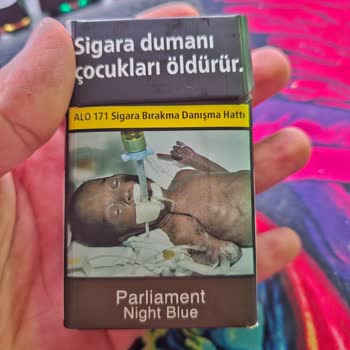 Sigara dumanı
çocukları öldürür.
ALO 171 Sigara Bırakma Danışma Hattı
Parliament
Night Blue